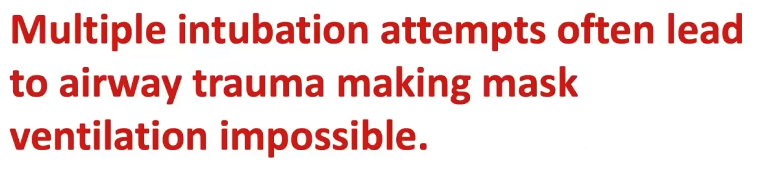 Multiple intubation attempts often lead
to airway trauma making mask
ventilation impossible.